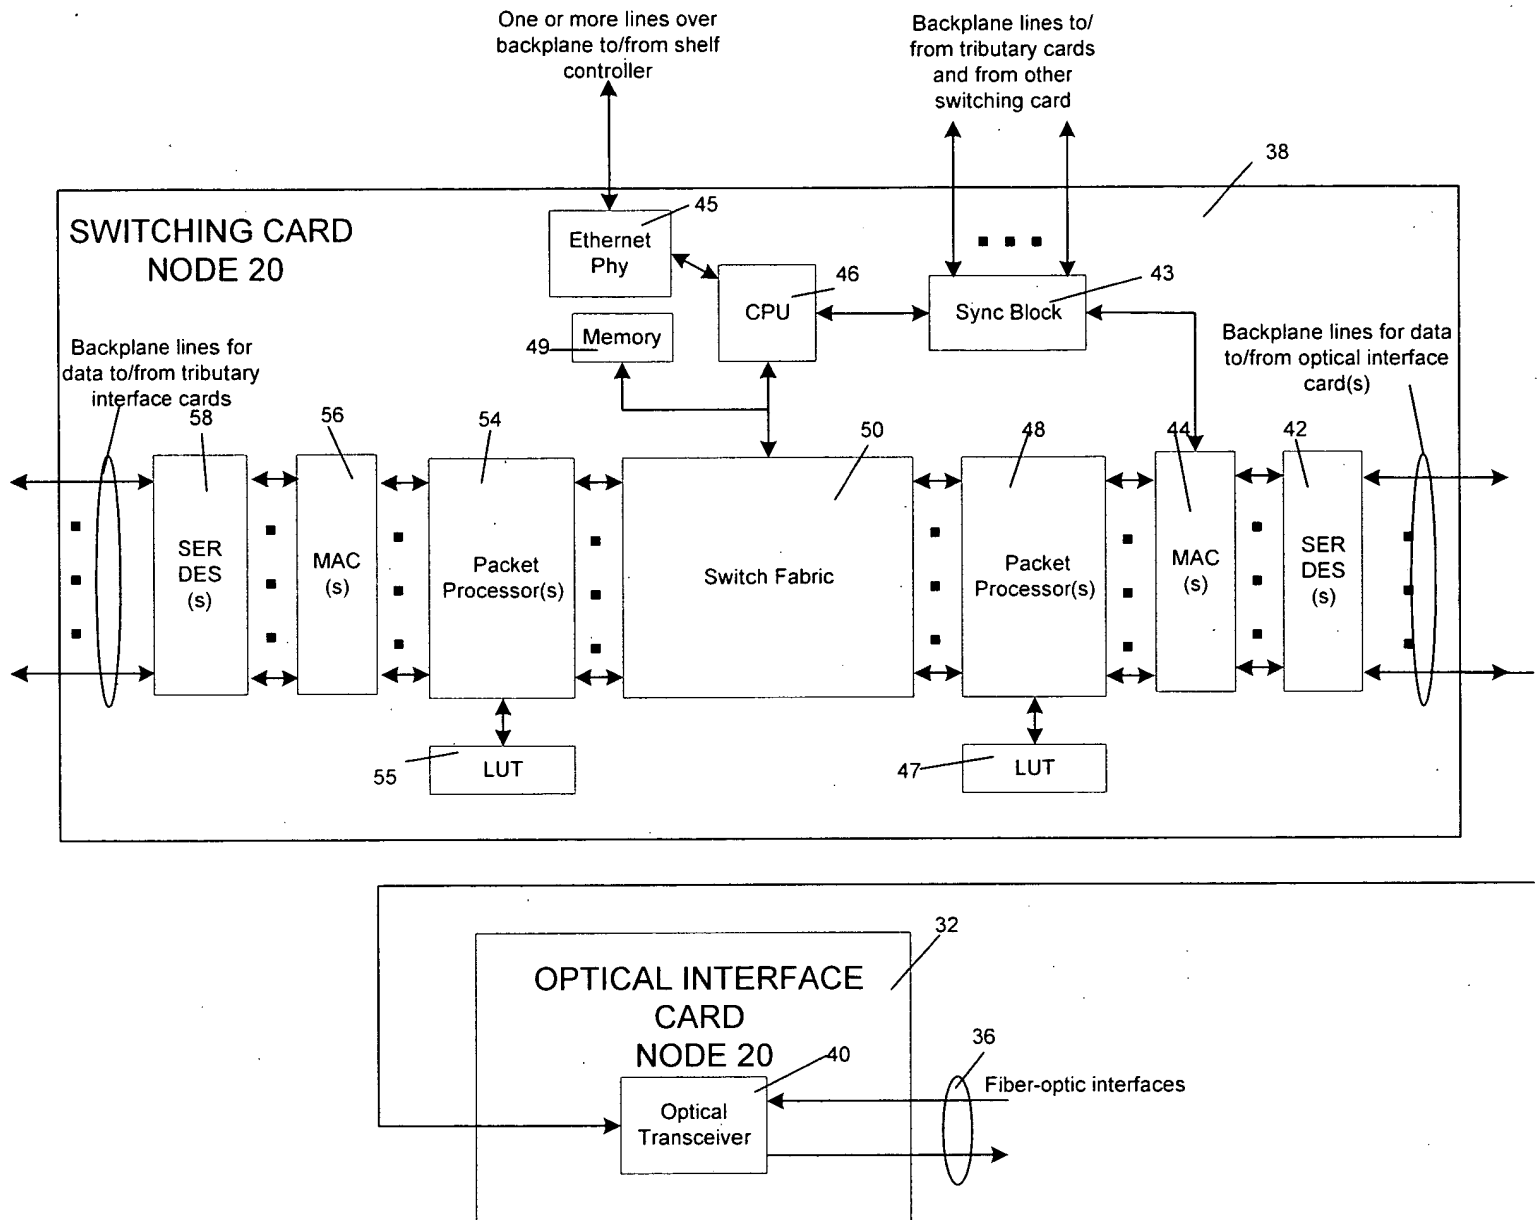 One or more lines over
backplane to/from shelf
controller
Backplane lines to/
from tributary cards
and from other
switching card
38
SWITCHING CARD
NODE 20
45
Ethernet
Phy
46
CPU
43
Sync Block
49
Memory
Backplane lines for
data to/from tributary
interface cards
Backplane lines for data
to/from optical interface
card(s)
58
56
54
50
48
44
42
SER
DES
(s)
MAC
(s)
Packet
Processor(s)
Switch Fabric
Packet
Processor(s)
MAC
(s)
SER
DES
(s)
55
LUT
47
LUT
32
OPTICAL INTERFACE
CARD
NODE 20
40
Optical
Transceiver
36
Fiber-optic interfaces